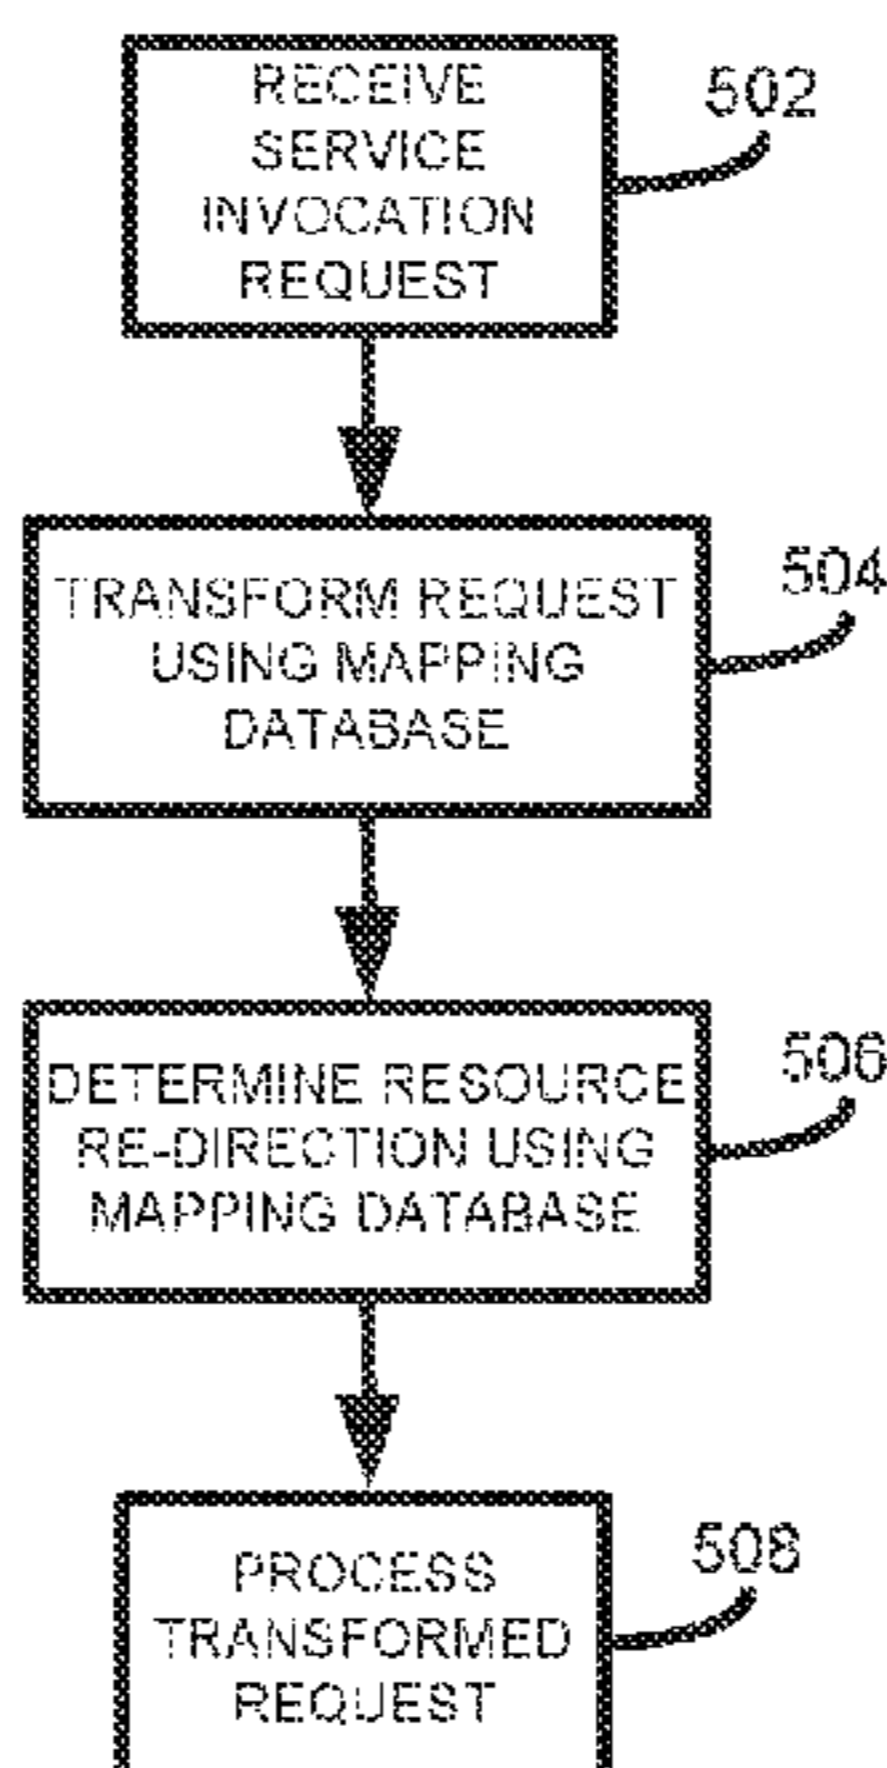 RECEIVE
502
SERVICE
INVOCATION
REQUEST
TRANSFORM REQUEST
504
USING MAPPING
DATABASE
DETERMINE RESOURCE
506
RE-DIRECTION USING
MAPPING DATABASE
PROCESS
508
TRANSFORMED
REQUEST